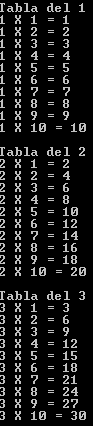 Tabla del 1
1 X 1 = 1
1 X 2 = 2
1 X 3 = 3
1 X 4 = 4
1 X 5 = 5
1 X 6 = 6
1 X 7 = 7
1 X 8 = 8
1 X 9 = 9
1 X 10 = 10
Tabla del 2
2 X 1 = 2
2 X 2 = 4
2 X 3 = 6
2 X 4 = 8
2 X 5 = 10
2 X 6 = 12
2 X 7 = 14
2 X 8 = 16
2 X 9 = 18
2 X 10 = 20
Tabla del 3
3 X 1 = 3
3 X 2 = 6
3 X 3 = 9
3 X 4 = 12
3 X 5 = 15
3 X 6 = 18
3 X 7 = 21
3 X 8 = 24
3 X 9 = 27
3 X 10 = 30